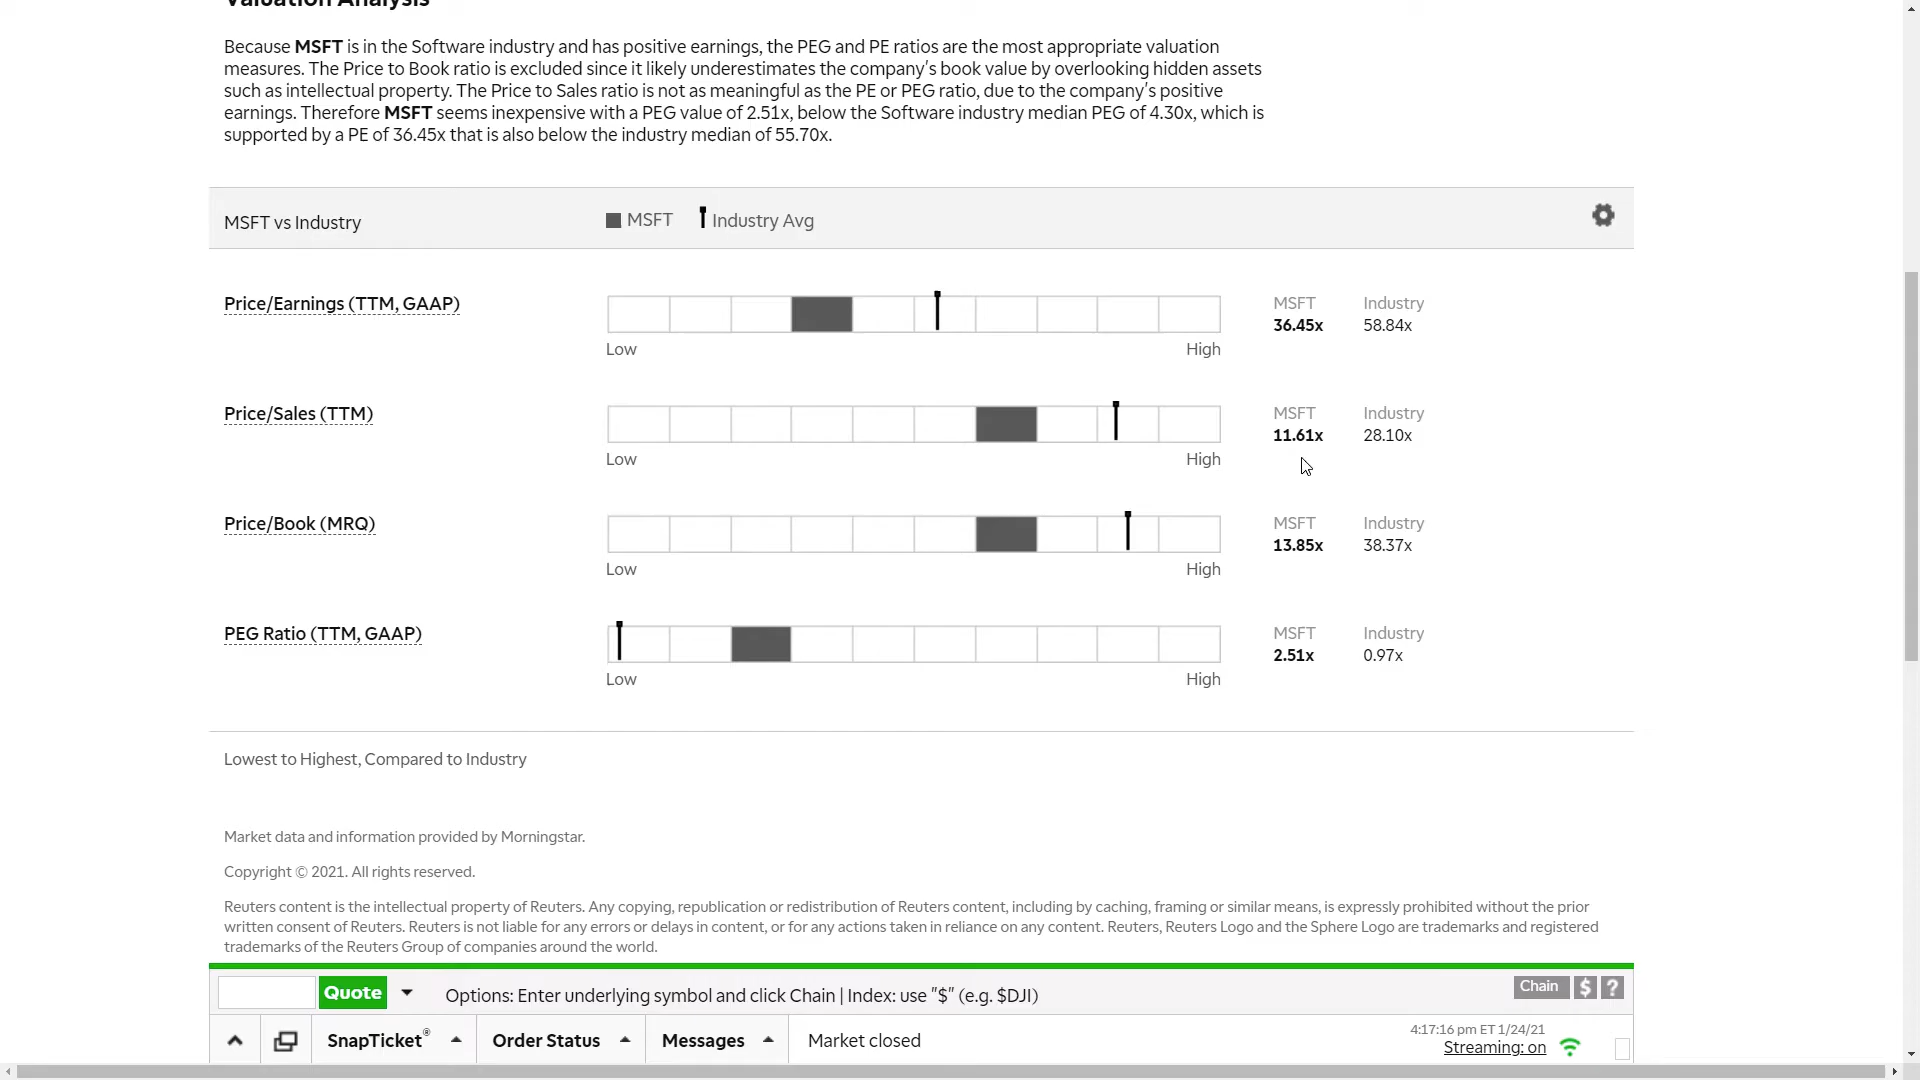 Valuation Analysis
Because MSFT is in the Software industry and has positive earnings, the PEG and PE ratios are the most appropriate valuation
measures. The Price to Book ratio is excluded since it likely underestimates the company's book value by overlooking hidden assets
such as intellectual property. The Price to Sales ratio is not as meaningful as the PE or PEG ratio, due to the company's positive
earnings. Therefore MSFT seems inexpensive with a PEG value of 2.51x, below the Software industry median PEG of 4.30x, which is
supported by a PE of 36.45x that is also below the industry median of 55.70x.
MSFT vs Industry MSFT Industry Avg
Price/Earnings (TTM, GAAP) MSFT Industry
36.45x 58.84x
Low High
Price/Sales (TTM) MSFT Industry
11.61x 28.10x
Low High
Price/Book (MRQ) MSFT Industry
13.85x 38.37x
Low High
PEG Ratio (TTM, GAAP) MSFT Industry
2.51x 0.97x
Low High
Lowest to Highest, Compared to Industry
Market data and information provided by Morningstar.
Copyright © 2021. All rights reserved.
Reuters content is the intellectual property of Reuters. Any copying, republication or redistribution of Reuters content, including by caching, framing or similar means, is expressly prohibited without the prior
written consent of Reuters. Reuters is not liable for any errors or delays in content, or for any actions taken in reliance on any content. Reuters, Reuters Logo and the Sphere Logo are trademarks and registered
trademarks of the Reuters Group of companies around the world.
Quote Options: Enter underlying symbol and click Chain | Index: use "$" (e.g. $DJI) Chain $ ?
SnapTicket® Order Status Messages Market closed 4:17:16 pm ET 1/24/21
Streaming: on